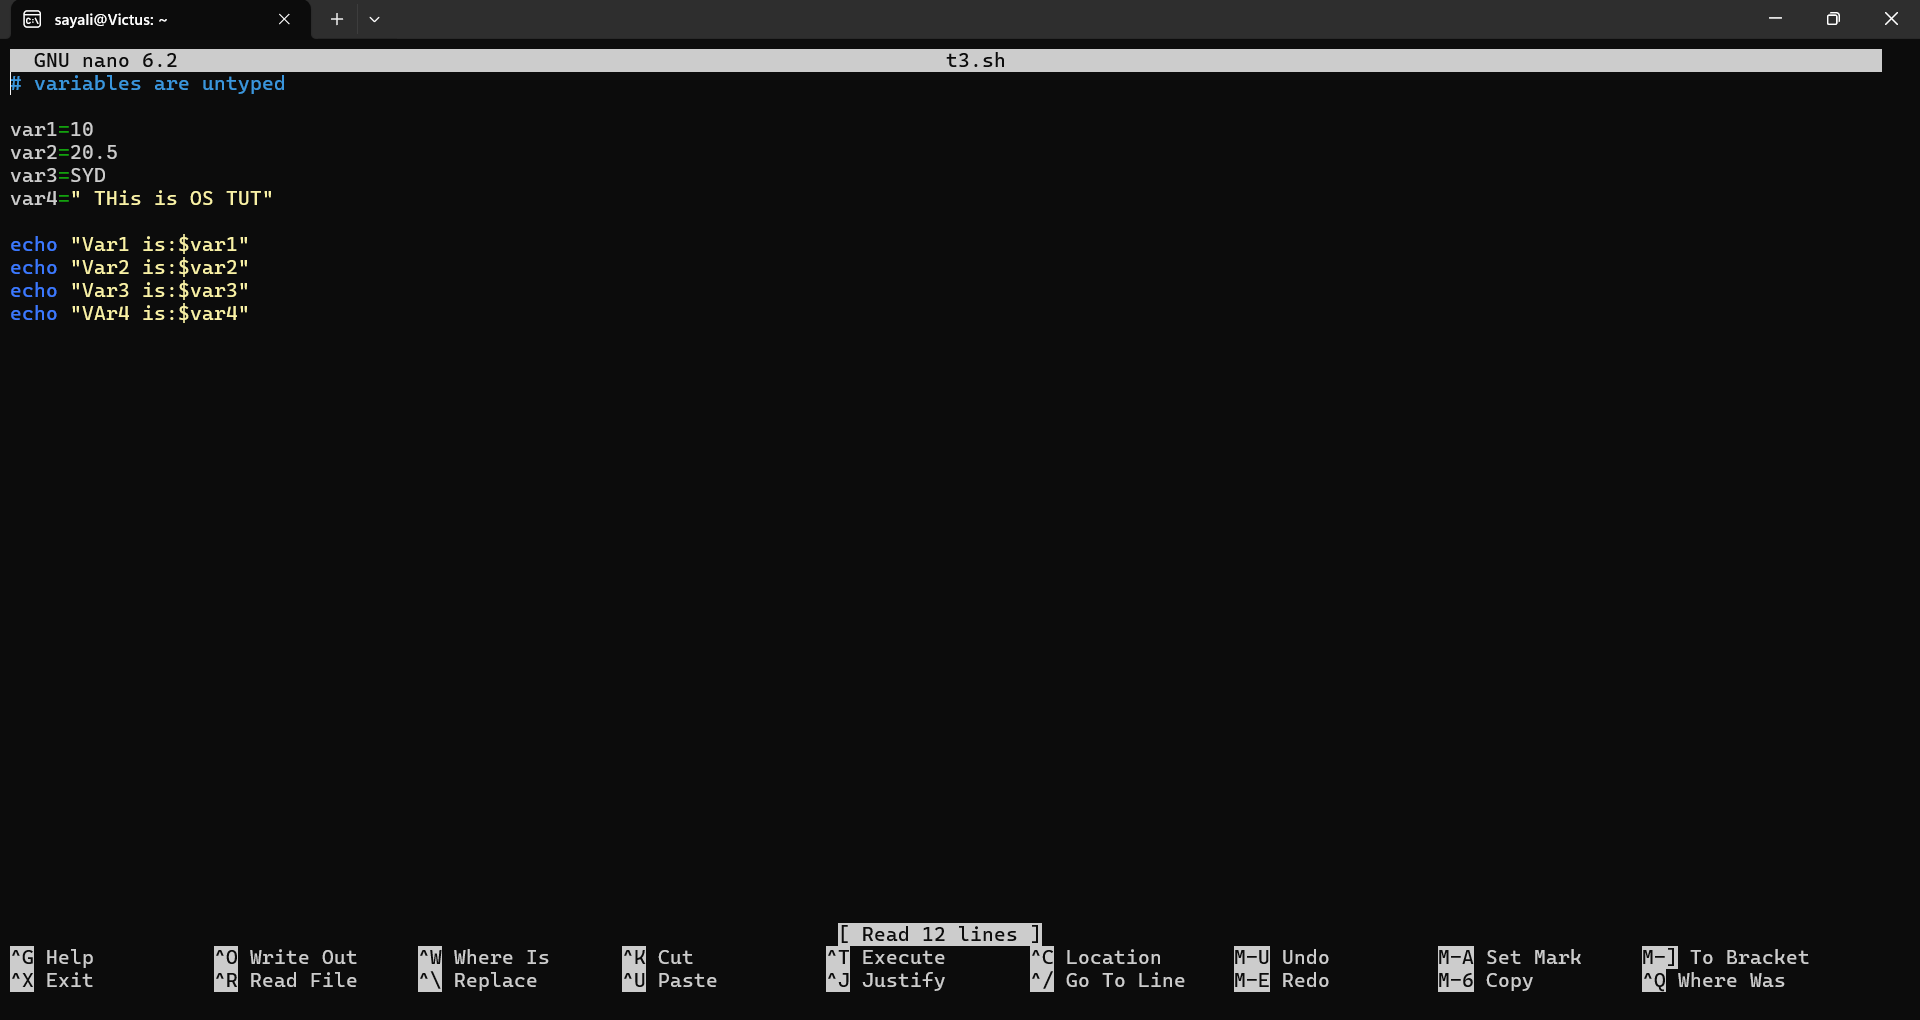 sayali@Victus: ~
GNU nano 6.2 t3.sh
# variables are untyped
var1=10
var2=20.5
var3=SYD
var4=" THis is OS TUT"
echo "Var1 is:$var1"
echo "Var2 is:$var2"
echo "Var3 is:$var3"
echo "VAr4 is:$var4"
[ Read 12 lines ]
^G Help ^O Write Out ^W Where Is ^K Cut ^T Execute ^C Location M-U Undo M-A Set Mark M-] To Bracket
^X Exit ^R Read File ^\ Replace ^U Paste ^J Justify ^/ Go To Line M-E Redo M-6 Copy ^Q Where Was